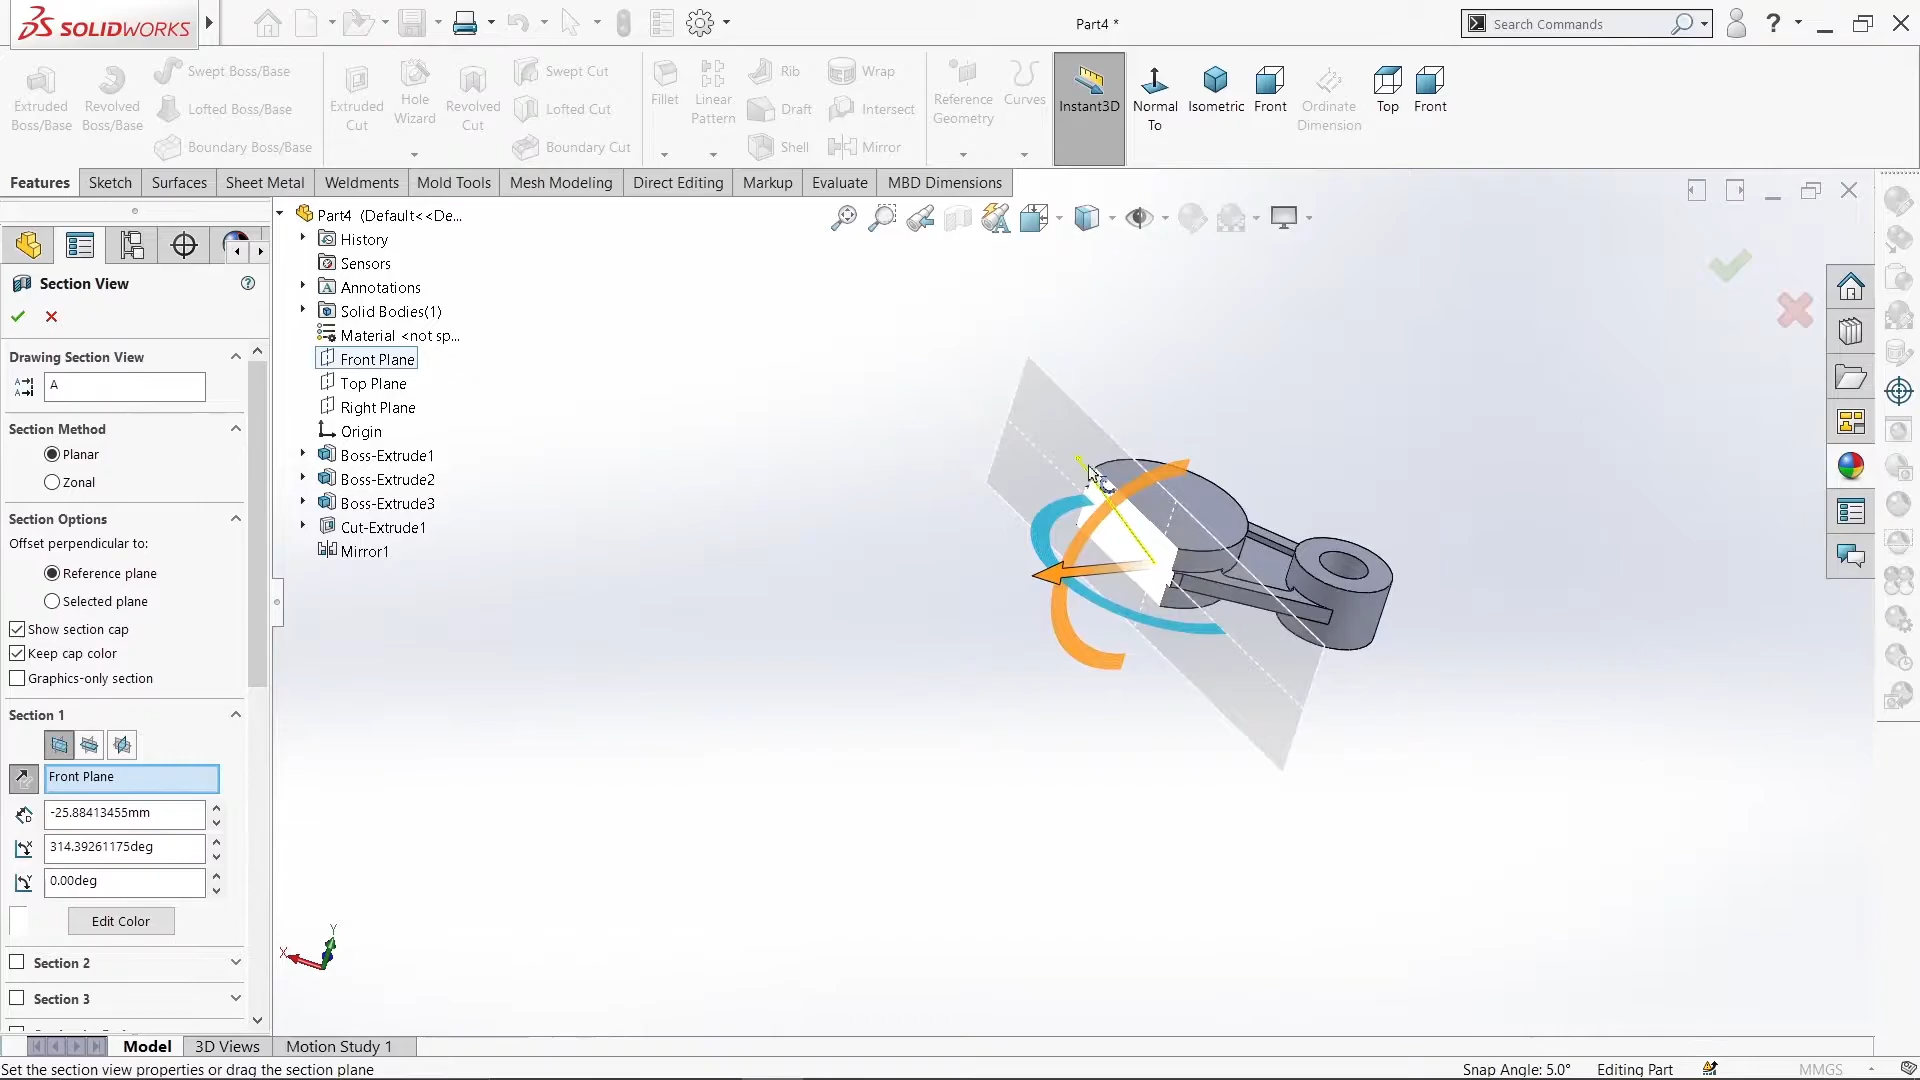 SOLIDWORKS
Part4 *
Search Commands
?
Extruded Boss/Base
Revolved Boss/Base
Swept Boss/Base
Lofted Boss/Base
Boundary Boss/Base
Extruded Cut
Hole Wizard
Revolved Cut
Swept Cut
Lofted Cut
Boundary Cut
Fillet
Linear Pattern
Rib
Draft
Shell
Wrap
Intersect
Mirror
Reference Geometry
Curves
Instant3D
Normal To
Isometric
Front
Ordinate Dimension
Top
Front
Features
Sketch
Surfaces
Sheet Metal
Weldments
Mold Tools
Mesh Modeling
Direct Editing
Markup
Evaluate
MBD Dimensions
Section View
?
Drawing Section View
A
Section Method
Planar
Zonal
Section Options
Offset perpendicular to:
Reference plane
Selected plane
Show section cap
Keep cap color
Graphics-only section
Section 1
Front Plane
-25.88413455mm
314.39261175deg
0.00deg
Edit Color
Section 2
Section 3
Part4 (Default<<De...
History
Sensors
Annotations
Solid Bodies(1)
Material <not sp...
Front Plane
Top Plane
Right Plane
Origin
Boss-Extrude1
Boss-Extrude2
Boss-Extrude3
Cut-Extrude1
Mirror1
Y
X
Model
3D Views
Motion Study 1
Set the section view properties or drag the section plane
Snap Angle: 5.0°
Editing Part
MMGS